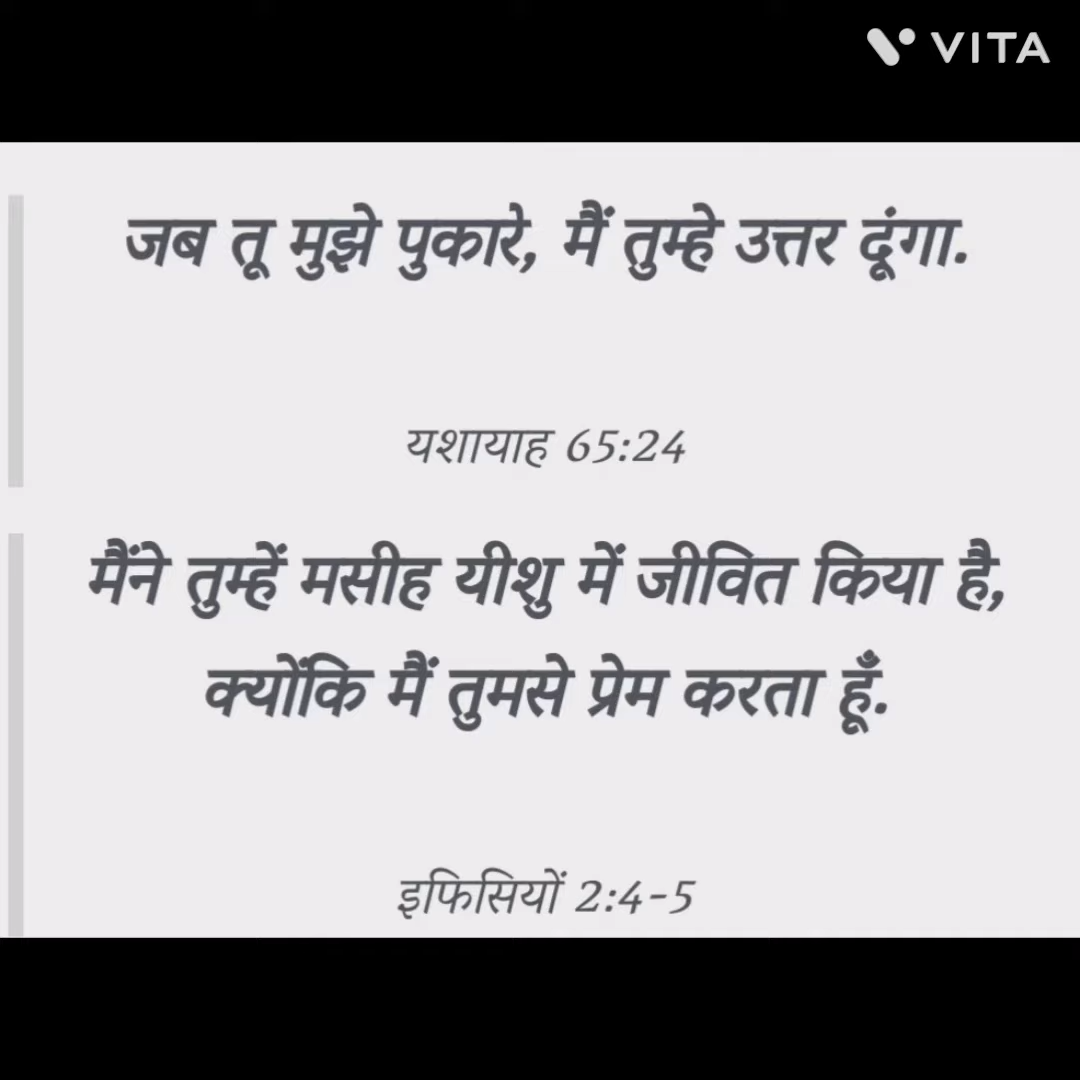 VITA
जब तू मुझे पुकारे, मैं तुम्हे उत्तर दूंगा.
यशायाह 65:24
मैंने तुम्हें मसीह यीशु में जीवित किया है,
क्योंकि मैं तुमसे प्रेम करता हूँ.
इफिसियों 2:4-5